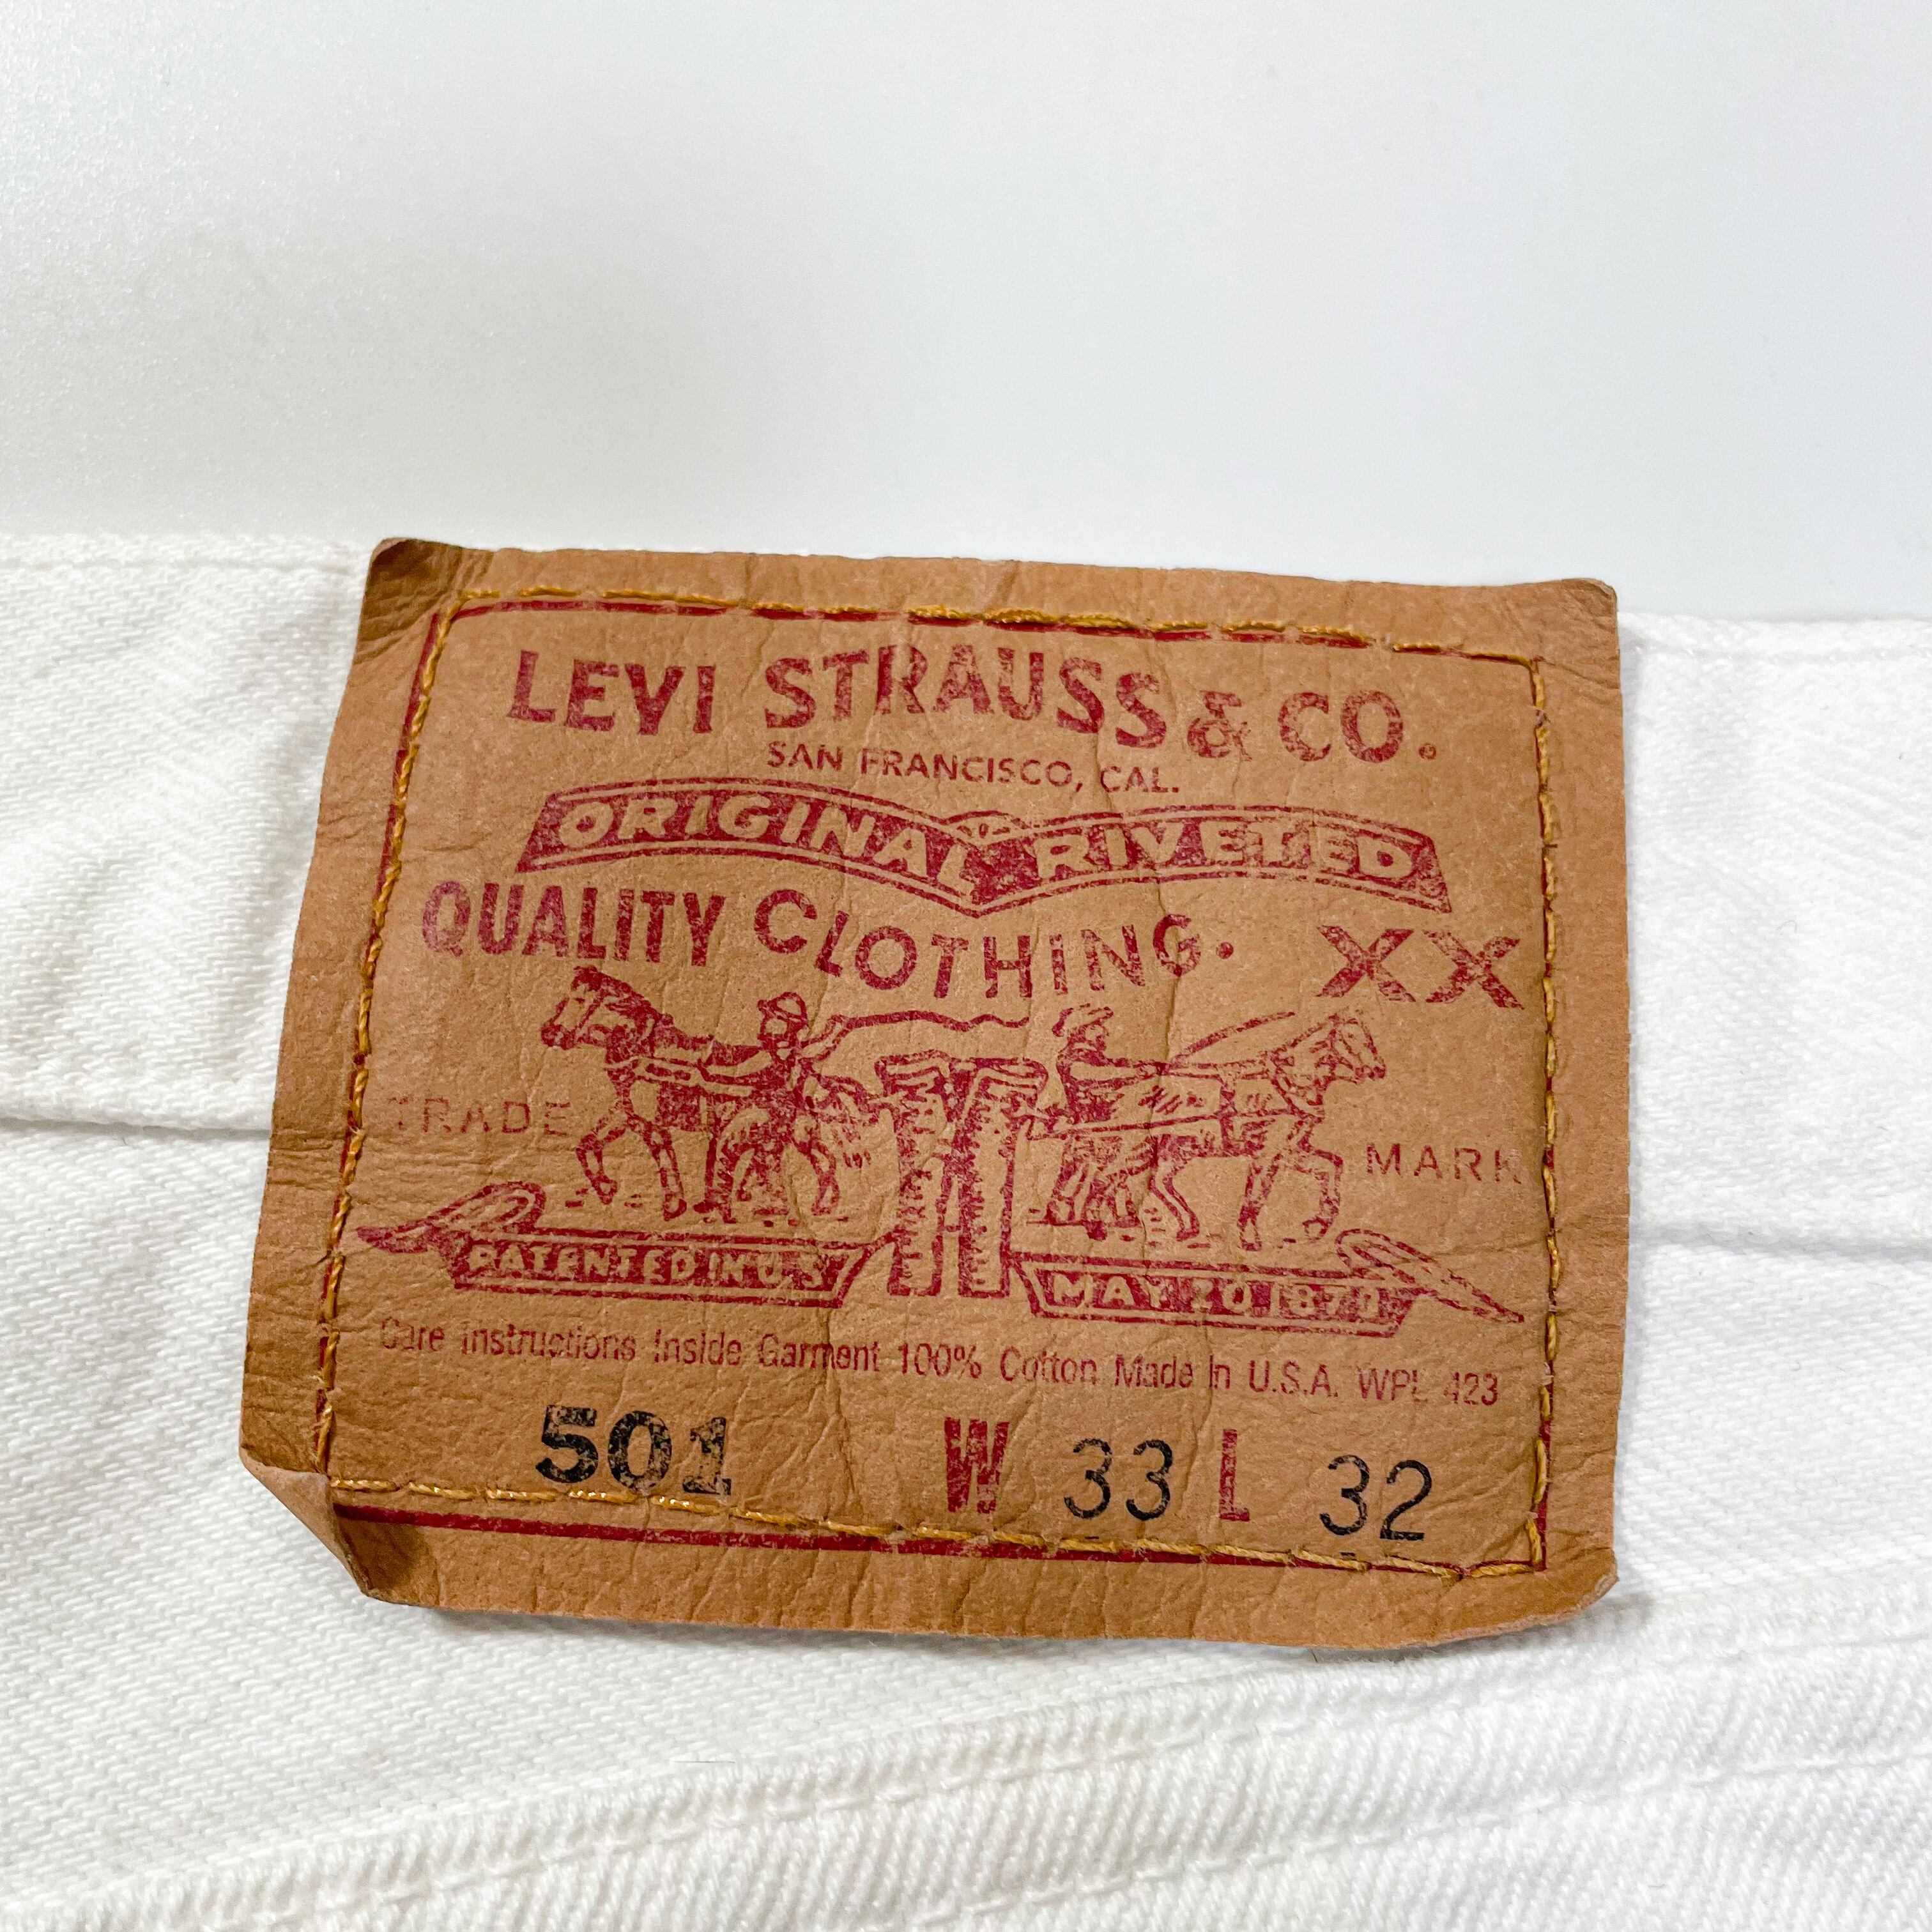 LEVI STRAUSS & CO.
SAN FRANCISCO, CAL.
ORIGINAL RIVETED
QUALITY CLOTHING. XX
TRADE MARK
PATENTED IN U.S. MAY 20 1873
Care Instructions Inside Garment 100% Cotton Made in U.S.A. WPL 423
501 W 33 L 32